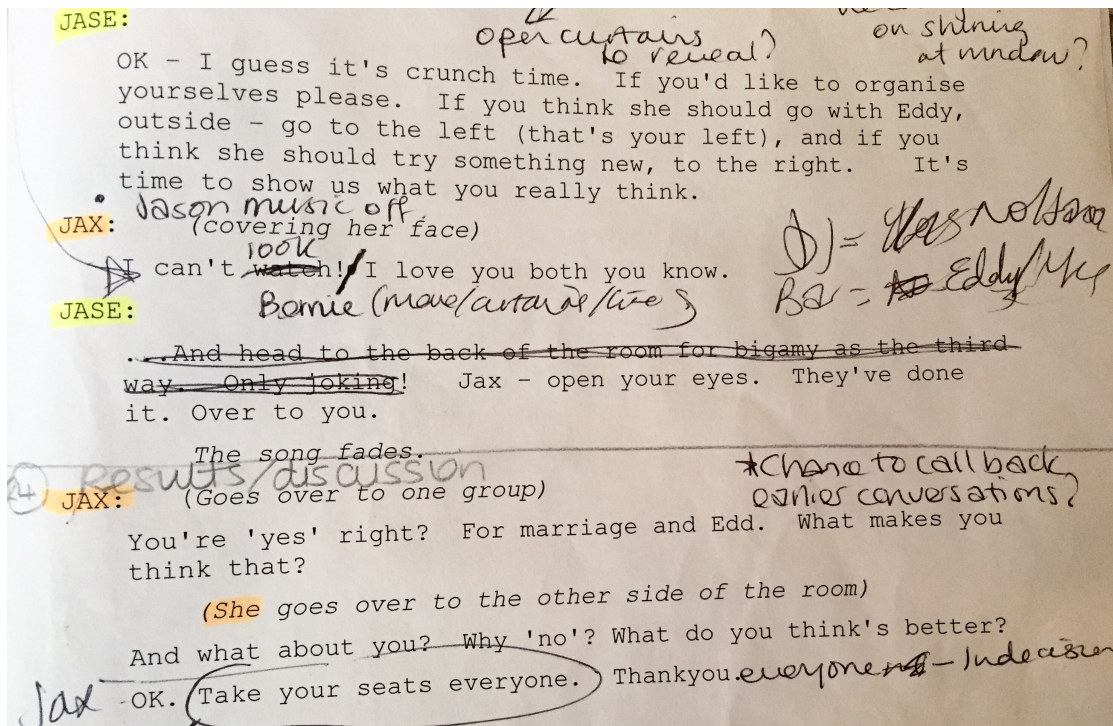 JASE:
open curtains
to reveal?
on shining
at window?
OK – I guess it's crunch time. If you'd like to organise
yourselves please. If you think she should go with Eddy,
outside – go to the left (that's your left), and if you
think she should try something new, to the right. It's
time to show us what you really think.
Jason music off
JAX: (covering her face)
look
I can't watch! I love you both you know.
JASE:
...And head to the back of the room for bigamy as the third
way. Only joking! Jax – open your eyes. They've done
it. Over to you.
The song fades.
24) Results/discussion
*Chance to call back
earlier conversations?
JAX: (Goes over to one group)
You're 'yes' right? For marriage and Edd. What makes you
think that?
(She goes over to the other side of the room)
And what about you? Why 'no'? What do you think's better?
Jax OK. Take your seats everyone. Thankyou. everyone – Indecision